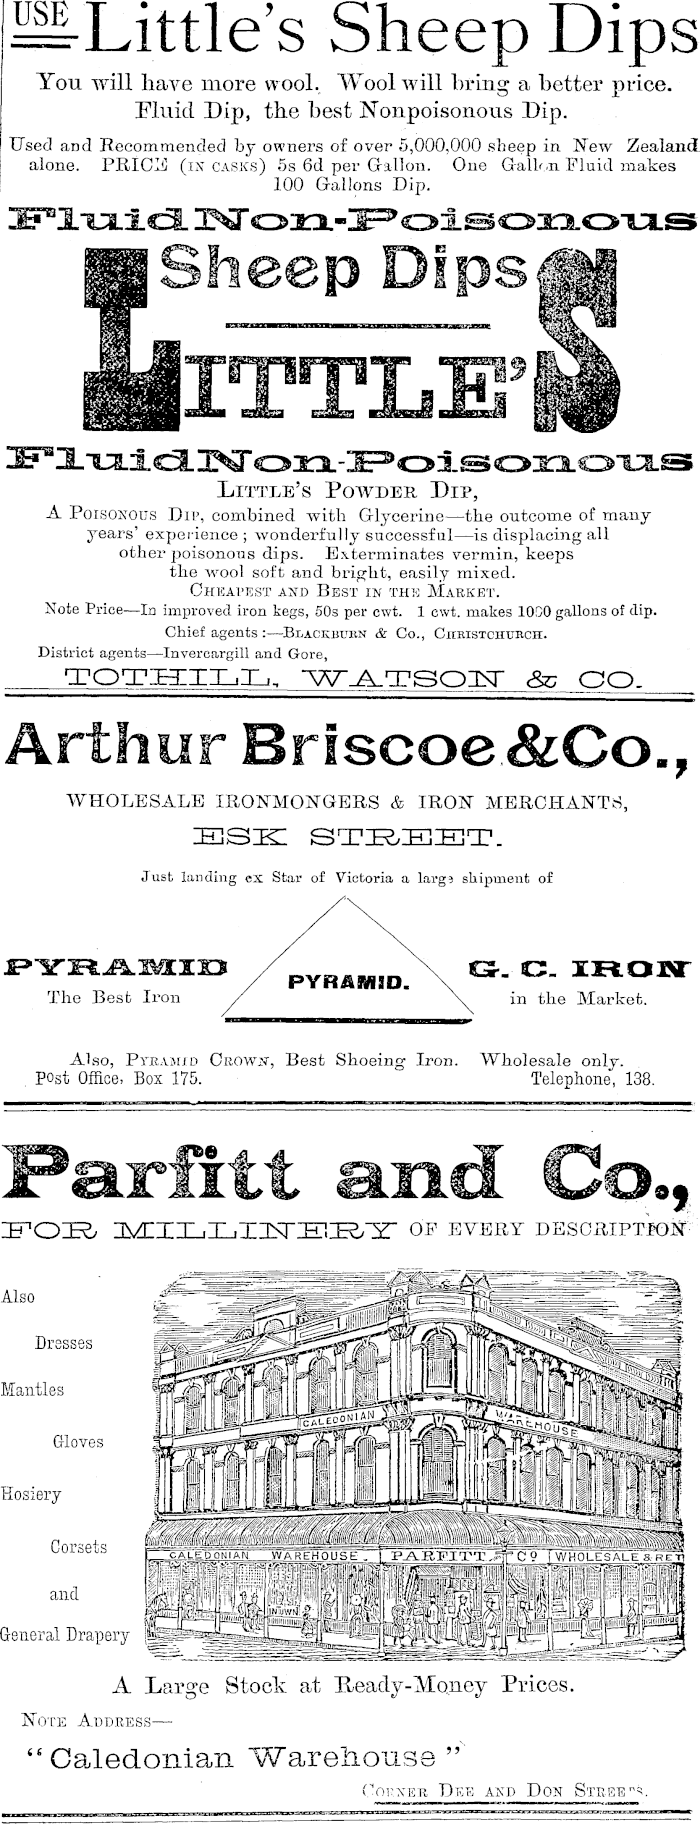 USE Little's Sheep Dips
You will have more wool. Wool will bring a better price.
Fluid Dip, the best Nonpoisonous Dip.
Used and Recommended by owners of over 5,000,000 sheep in New Zealand
alone. PRICE (IN CASKS) 5s 6d per Gallon. One Gallon Fluid makes
100 Gallons Dip.
Fluid Non-Poisonous
Sheep Dips
LITTLE'S
Fluid Non-Poisonous
LITTLE'S POWDER DIP,
A POISONOUS DIP, combined with Glycerine—the outcome of many
years' experience; wonderfully successful—is displacing all
other poisonous dips. Exterminates vermin, keeps
the wool soft and bright, easily mixed.
CHEAPEST AND BEST IN THE MARKET.
Note Price—In improved iron kegs, 50s per cwt. 1 cwt. makes 1000 gallons of dip.
Chief agents:—BLACKBURN & Co., CHRISTCHURCH.
District agents—Invercargill and Gore,
TOTHILL, WATSON & CO.
Arthur Briscoe & Co.,
WHOLESALE IRONMONGERS & IRON MERCHANTS,
ESK STREET.
Just landing ex Star of Victoria a large shipment of
PYRAMID PYRAMID. G. C. IRON
The Best Iron in the Market.
Also, PYRAMID CROWN, Best Shoeing Iron. Wholesale only.
Post Office, Box 175. Telephone, 138.
Parfitt and Co.,
FOR MILLINERY OF EVERY DESCRIPTION
Also
Dresses
Mantles
Gloves
Hosiery
Corsets
and
General Drapery
CALEDONIAN WAREHOUSE
CALEDONIAN WAREHOUSE. PARFITT & CO WHOLESALE & RET
A Large Stock at Ready-Money Prices.
NOTE ADDRESS—
"Caledonian Warehouse"
CORNER DEE AND DON STREETS.